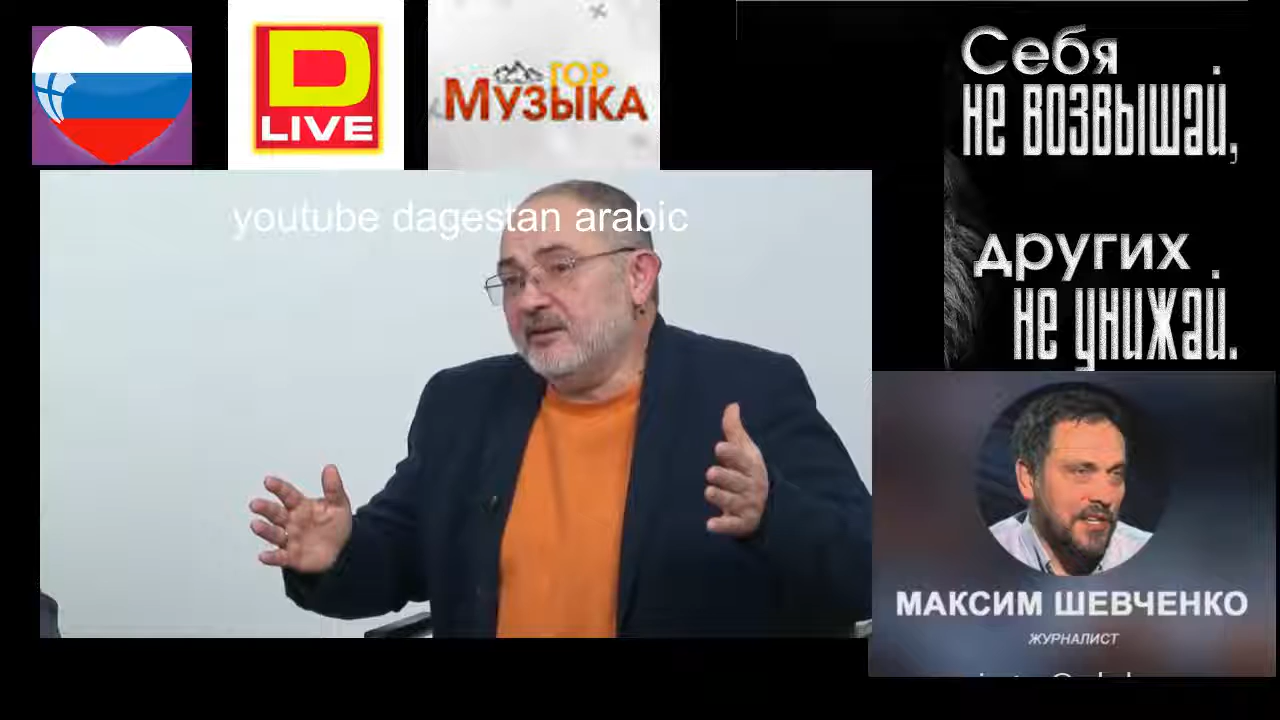 D
LIVE
ГОР
МУЗЫКА
Себя
не возвышай,
других
не унижай.
youtube dagestan arabic
МАКСИМ ШЕВЧЕНКО
ЖУРНАЛИСТ